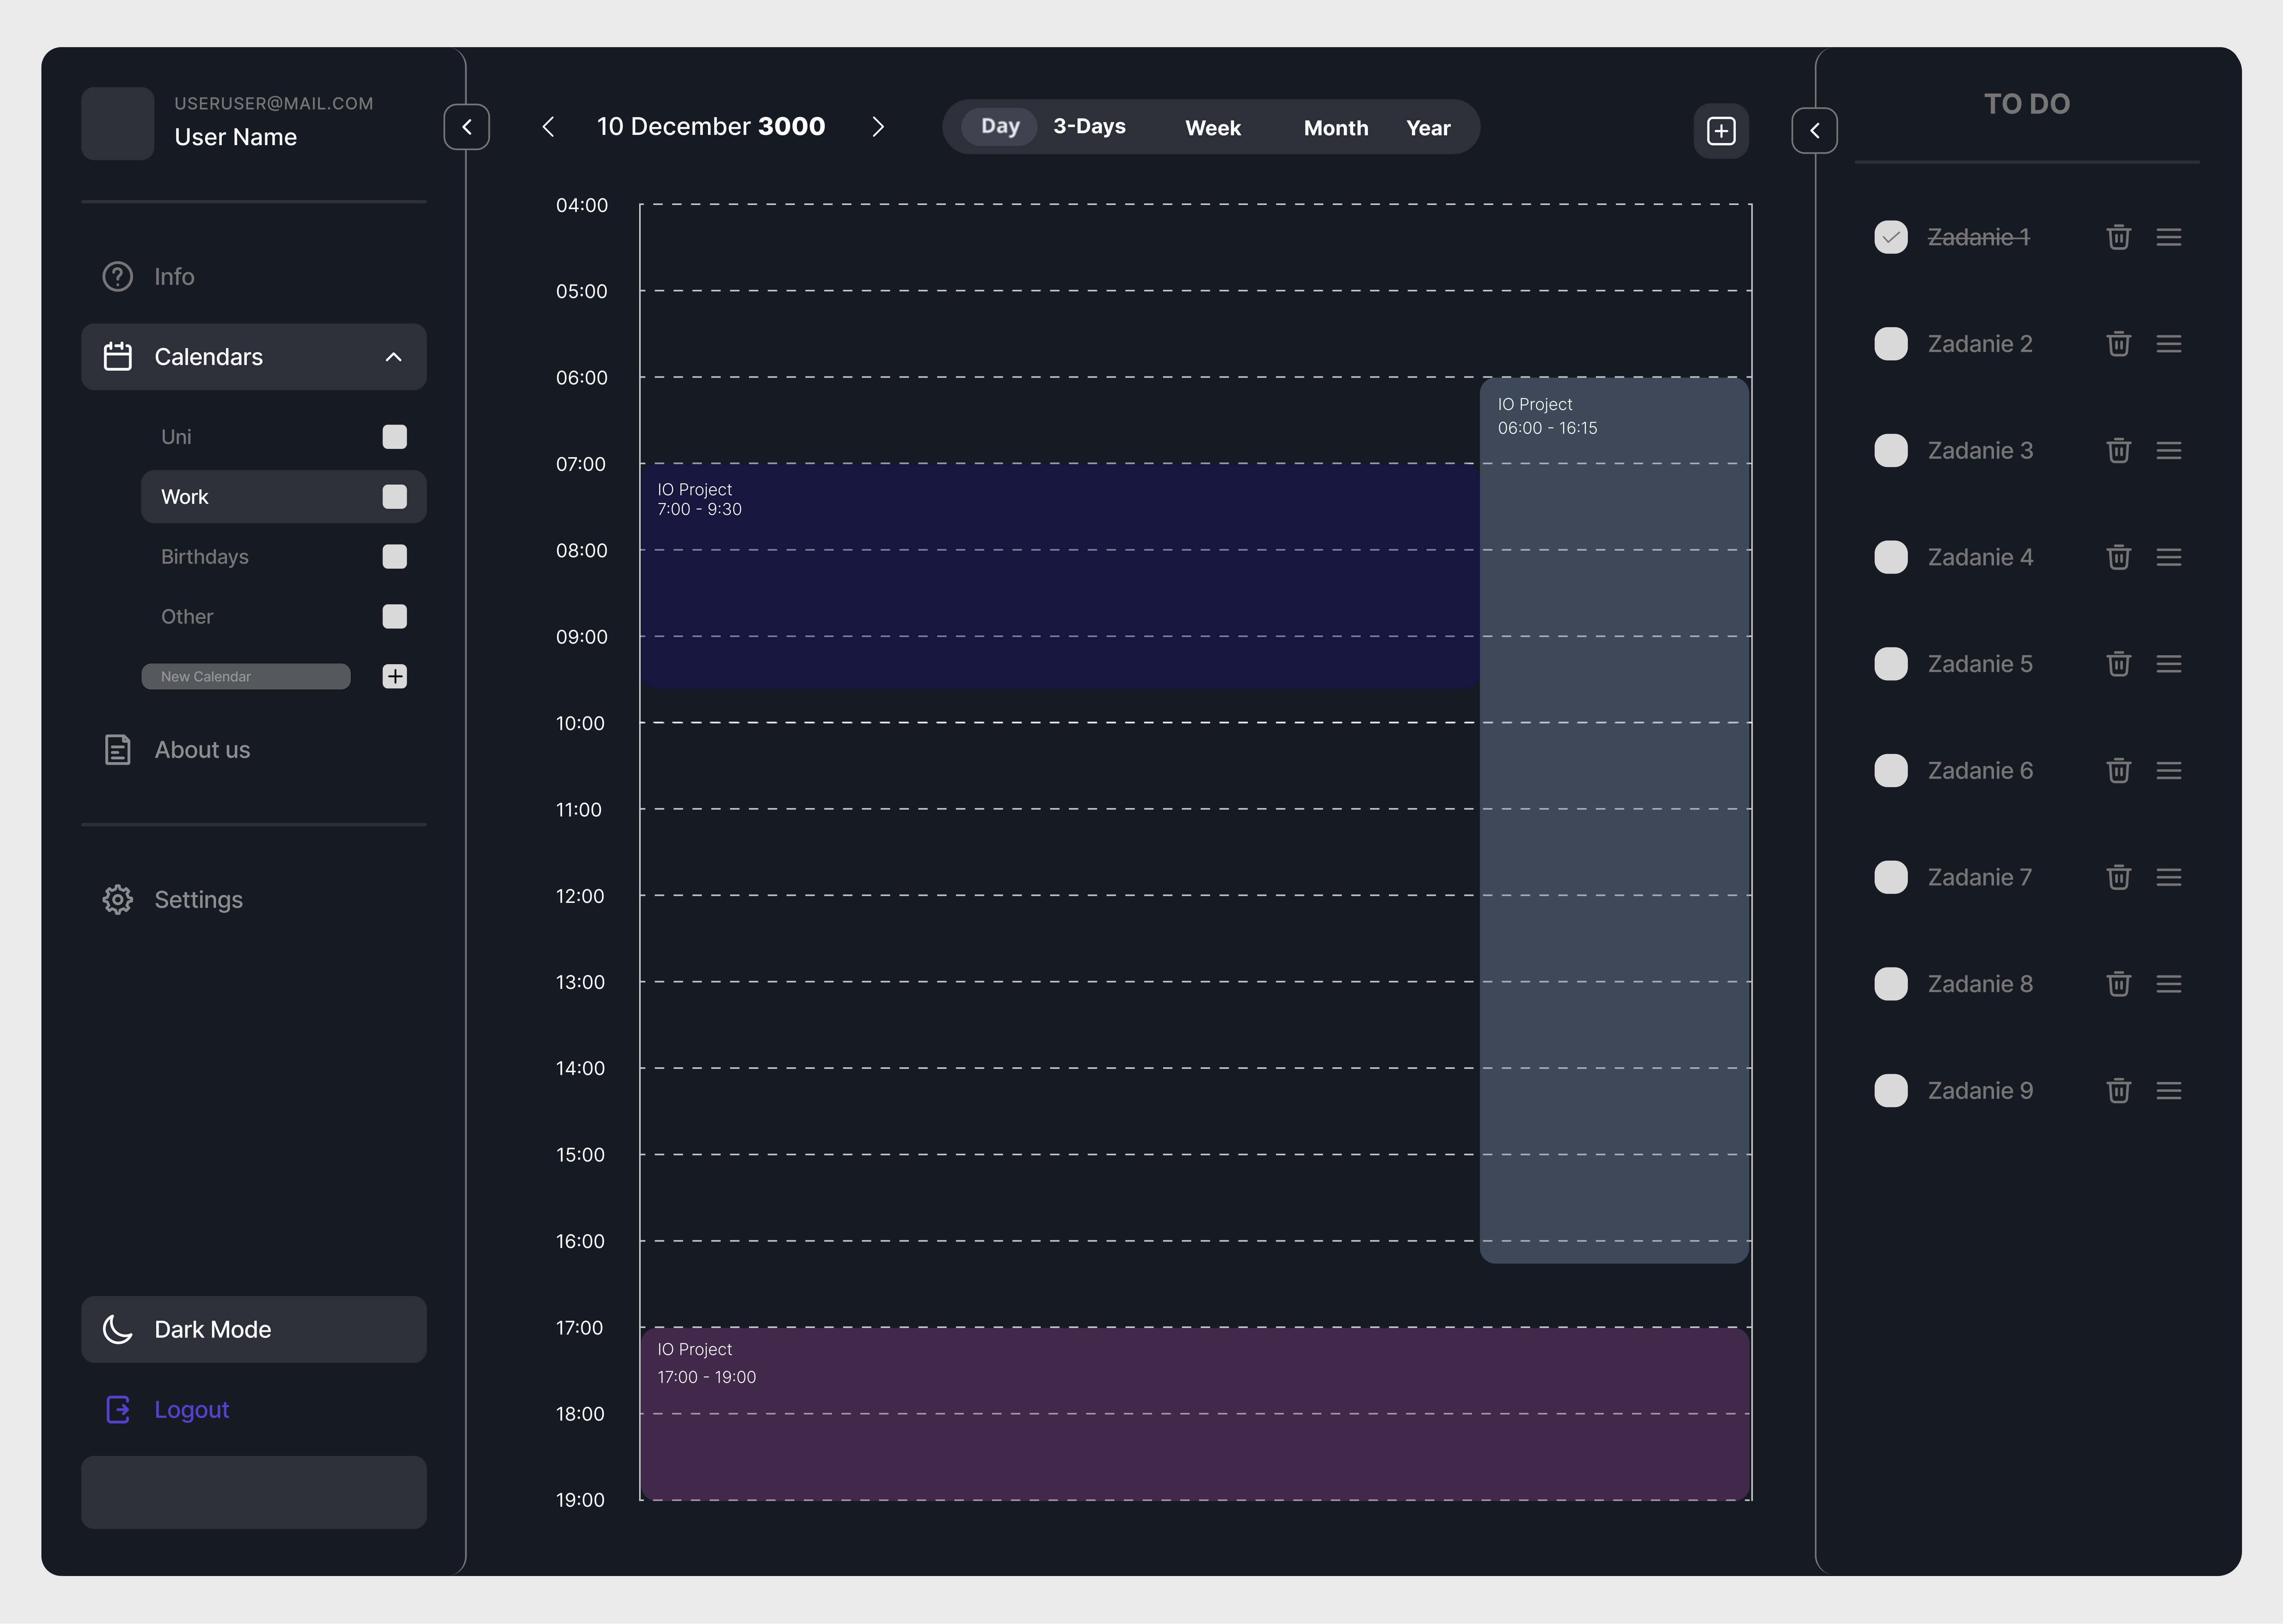 USERUSER@MAIL.COM
User Name
Info
Calendars
Uni
Work
Birthdays
Other
New Calendar
About us
Settings
Dark Mode
Logout
10 December 3000
Day 3-Days Week Month Year
04:00
05:00
06:00
07:00
08:00
09:00
10:00
11:00
12:00
13:00
14:00
15:00
16:00
17:00
18:00
19:00
IO Project
06:00 - 16:15
IO Project
7:00 - 9:30
IO Project
17:00 - 19:00
TO DO
Zadanie 1
Zadanie 2
Zadanie 3
Zadanie 4
Zadanie 5
Zadanie 6
Zadanie 7
Zadanie 8
Zadanie 9